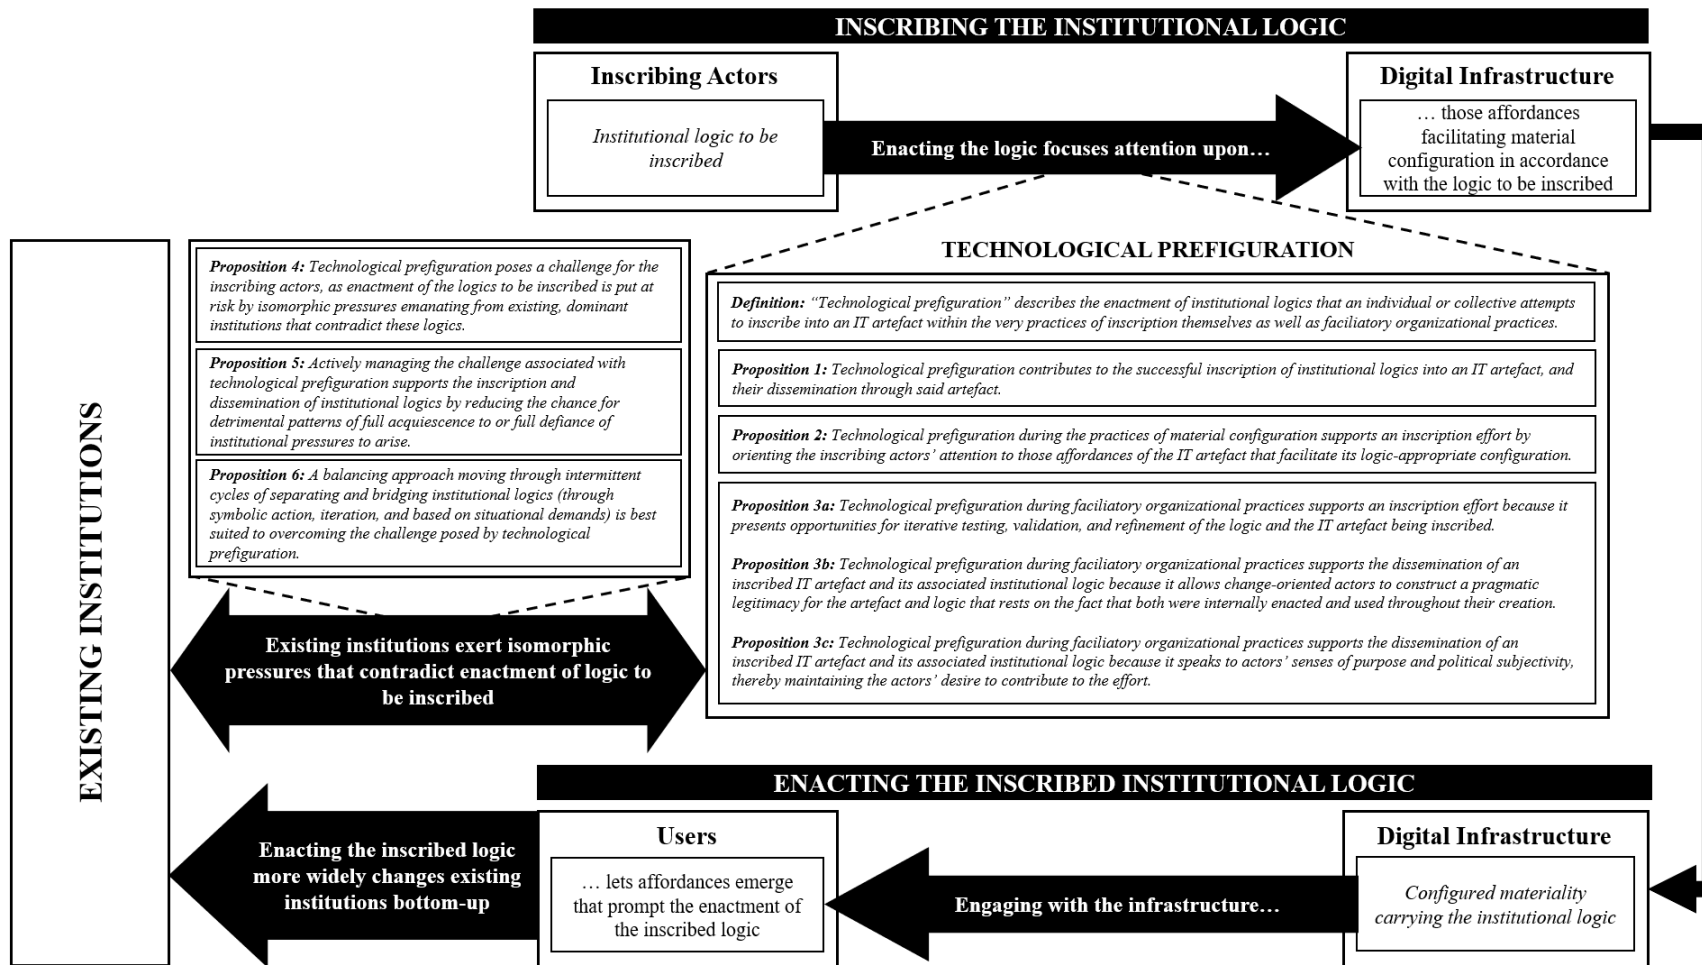 INSCRIBING THE INSTITUTIONAL LOGIC
Inscribing Actors
Institutional logic to be
inscribed
Enacting the logic focuses attention upon…
Digital Infrastructure
… those affordances
facilitating material
configuration in accordance
with the logic to be inscribed
TECHNOLOGICAL PREFIGURATION
Definition: “Technological prefiguration” describes the enactment of institutional logics that an individual or collective attempts
to inscribe into an IT artefact within the very practices of inscription themselves as well as faciliatory organizational practices.
Proposition 1: Technological prefiguration contributes to the successful inscription of institutional logics into an IT artefact, and
their dissemination through said artefact.
Proposition 2: Technological prefiguration during the practices of material configuration supports an inscription effort by
orienting the inscribing actors’ attention to those affordances of the IT artefact that facilitate its logic-appropriate configuration.
Proposition 3a: Technological prefiguration during faciliatory organizational practices supports an inscription effort because it
presents opportunities for iterative testing, validation, and refinement of the logic and the IT artefact being inscribed.
Proposition 3b: Technological prefiguration during faciliatory organizational practices supports the dissemination of an
inscribed IT artefact and its associated institutional logic because it allows change-oriented actors to construct a pragmatic
legitimacy for the artefact and logic that rests on the fact that both were internally enacted and used throughout their creation.
Proposition 3c: Technological prefiguration during faciliatory organizational practices supports the dissemination of an
inscribed IT artefact and its associated institutional logic because it speaks to actors’ senses of purpose and political subjectivity,
thereby maintaining the actors’ desire to contribute to the effort.
Proposition 4: Technological prefiguration poses a challenge for the
inscribing actors, as enactment of the logics to be inscribed is put at
risk by isomorphic pressures emanating from existing, dominant
institutions that contradict these logics.
Proposition 5: Actively managing the challenge associated with
technological prefiguration supports the inscription and
dissemination of institutional logics by reducing the chance for
detrimental patterns of full acquiescence to or full defiance of
institutional pressures to arise.
Proposition 6: A balancing approach moving through intermittent
cycles of separating and bridging institutional logics (through
symbolic action, iteration, and based on situational demands) is best
suited to overcoming the challenge posed by technological
prefiguration.
EXISTING INSTITUTIONS
Existing institutions exert isomorphic
pressures that contradict enactment of logic to
be inscribed
ENACTING THE INSCRIBED INSTITUTIONAL LOGIC
Digital Infrastructure
Configured materiality
carrying the institutional logic
Engaging with the infrastructure…
Users
… lets affordances emerge
that prompt the enactment of
the inscribed logic
Enacting the inscribed logic
more widely changes existing
institutions bottom-up